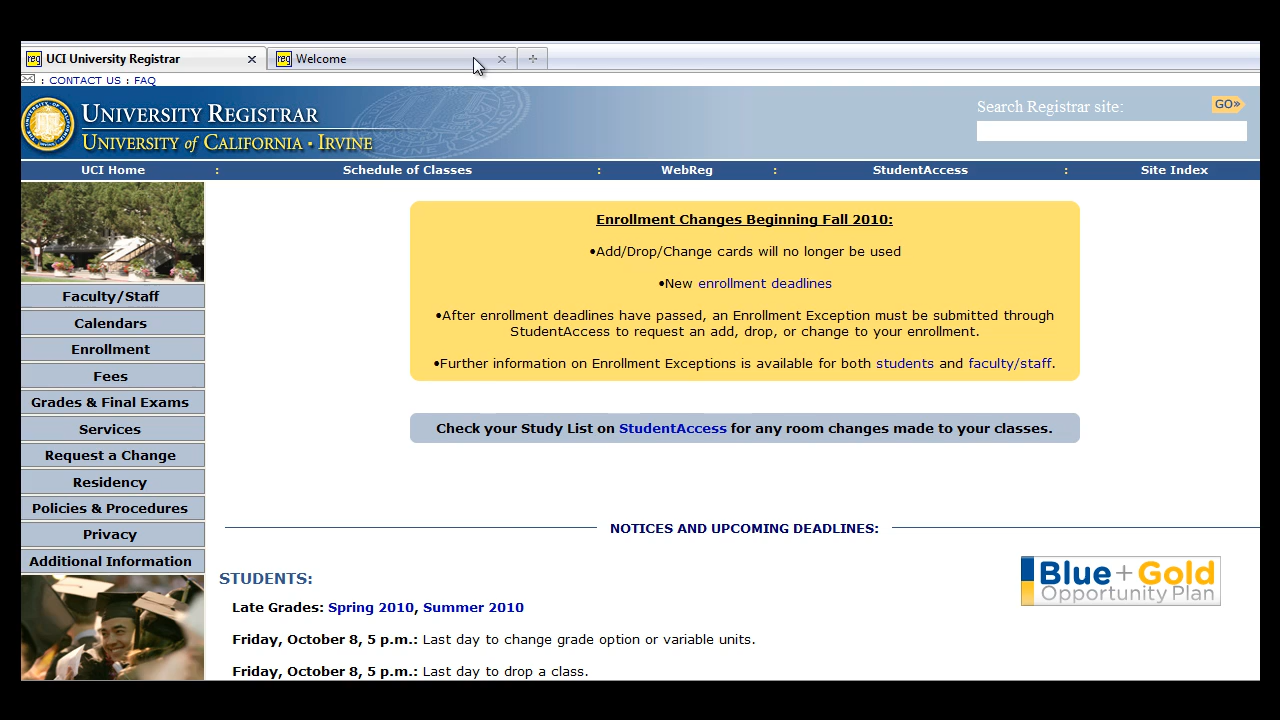 UCI University Registrar
Welcome
: CONTACT US : FAQ
UNIVERSITY REGISTRAR
UNIVERSITY of CALIFORNIA • IRVINE
Search Registrar site:
GO»
UCI Home : Schedule of Classes : WebReg : StudentAccess : Site Index
Faculty/Staff
Calendars
Enrollment
Fees
Grades & Final Exams
Services
Request a Change
Residency
Policies & Procedures
Privacy
Additional Information
Enrollment Changes Beginning Fall 2010:
•Add/Drop/Change cards will no longer be used
•New enrollment deadlines
•After enrollment deadlines have passed, an Enrollment Exception must be submitted through
StudentAccess to request an add, drop, or change to your enrollment.
•Further information on Enrollment Exceptions is available for both students and faculty/staff.
Check your Study List on StudentAccess for any room changes made to your classes.
NOTICES AND UPCOMING DEADLINES:
Blue + Gold
Opportunity Plan
STUDENTS:
Late Grades: Spring 2010, Summer 2010
Friday, October 8, 5 p.m.: Last day to change grade option or variable units.
Friday, October 8, 5 p.m.: Last day to drop a class.